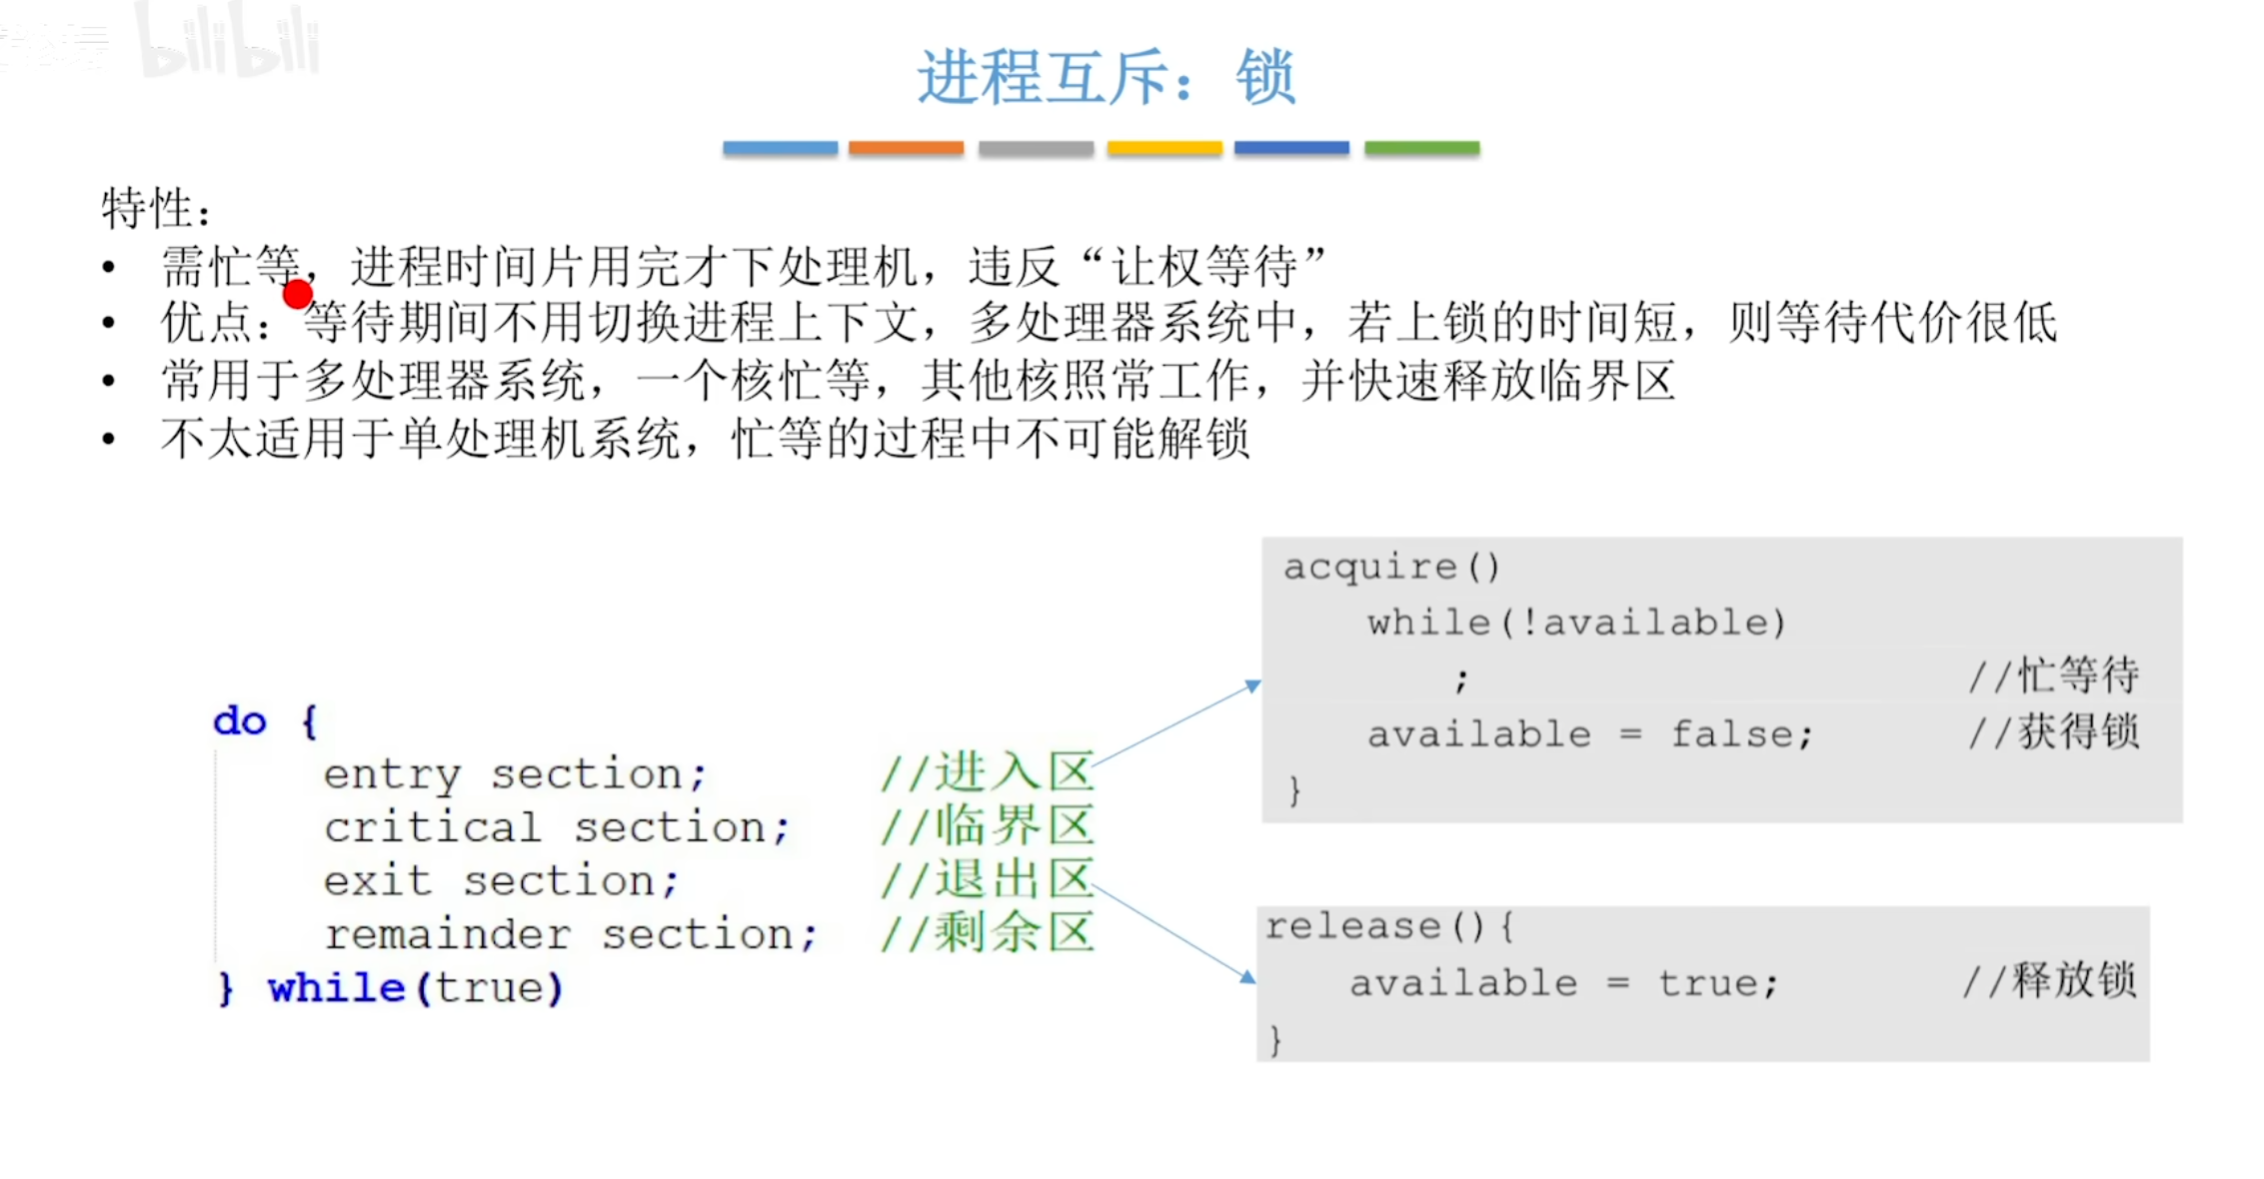 bilibili
进程互斥：锁
特性：
• 需忙等，进程时间片用完才下处理机，违反“让权等待”
• 优点：等待期间不用切换进程上下文，多处理器系统中，若上锁的时间短，则等待代价很低
• 常用于多处理器系统，一个核忙等，其他核照常工作，并快速释放临界区
• 不太适用于单处理机系统，忙等的过程中不可能解锁
do {
entry section; //进入区
critical section; //临界区
exit section; //退出区
remainder section; //剩余区
} while(true)
acquire()
while(!available)
; //忙等待
available = false; //获得锁
}
release(){
available = true; //释放锁
}